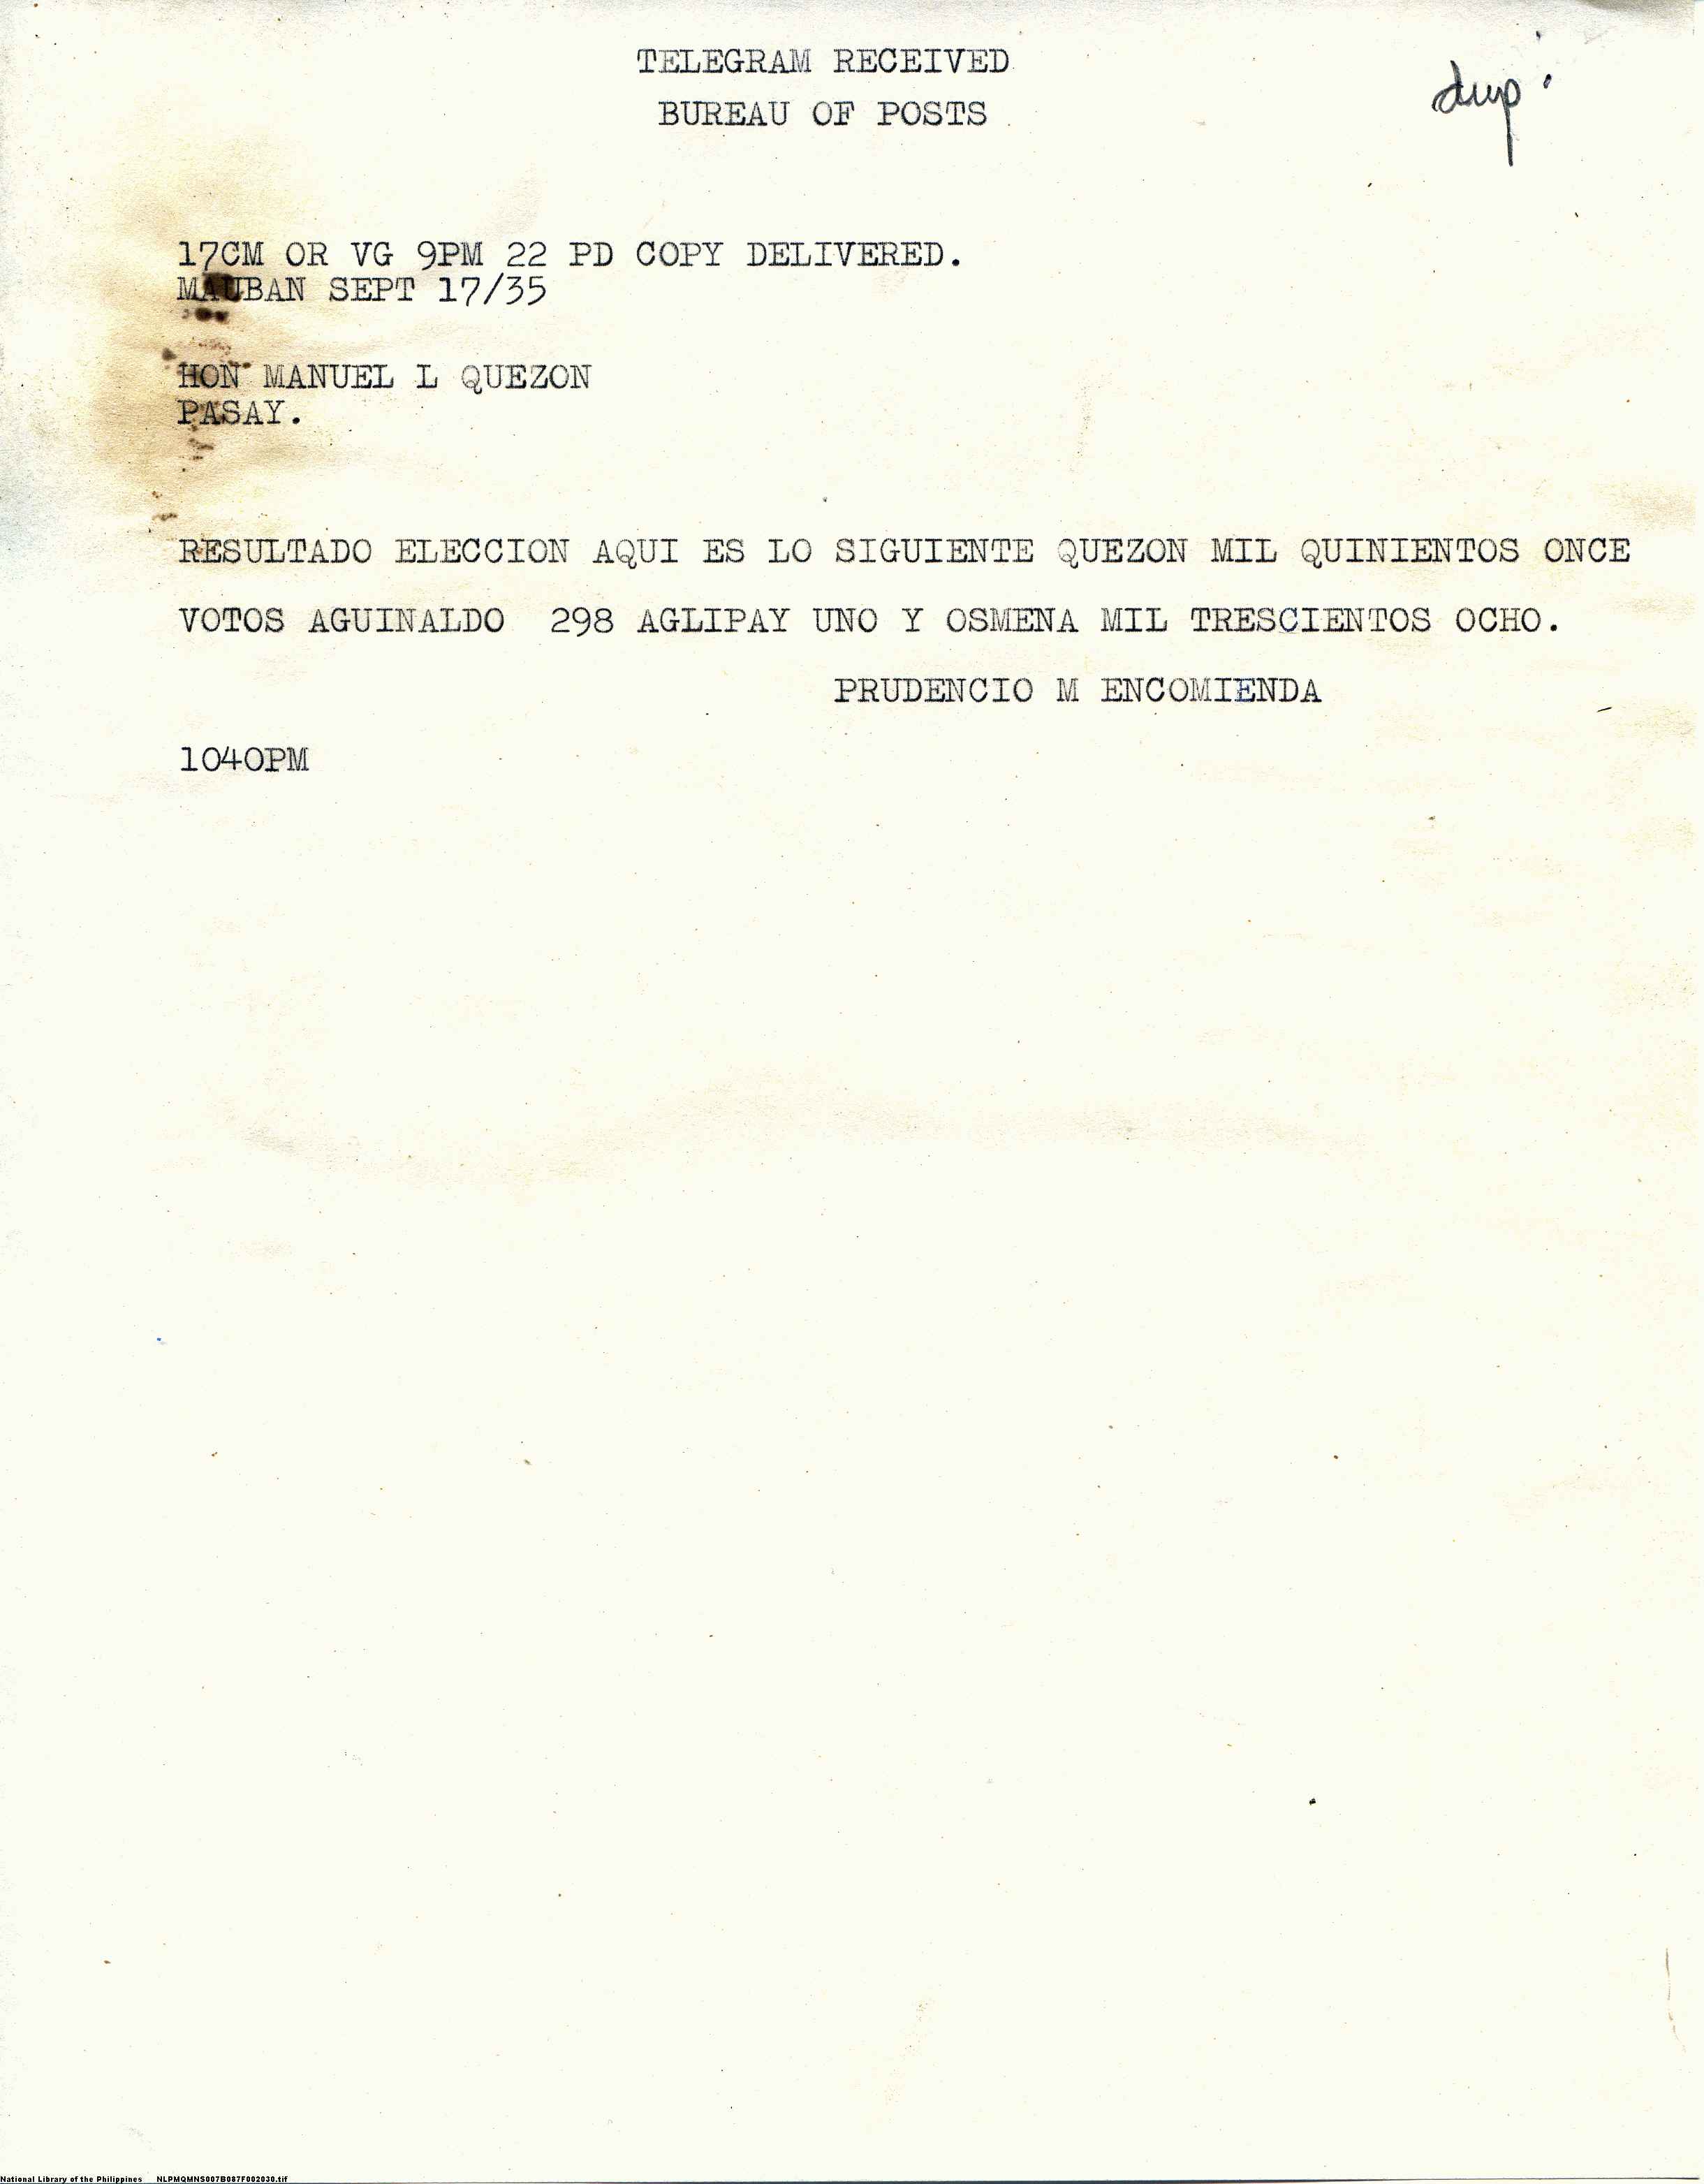 TELEGRAM RECEIVED
BUREAU OF POSTS
dup.
17CM OR VG 9PM 22 PD COPY DELIVERED.
MAUBAN SEPT 17/35
HON MANUEL L QUEZON
PASAY.
RESULTADO ELECCION AQUI ES LO SIGUIENTE QUEZON MIL QUINIENTOS ONCE
VOTOS AGUINALDO 298 AGLIPAY UNO Y OSMENA MIL TRESCIENTOS OCHO.
PRUDENCIO M ENCOMIENDA
1040PM
National Library of the Philippines NLPMQMNS007B087F002030.tif